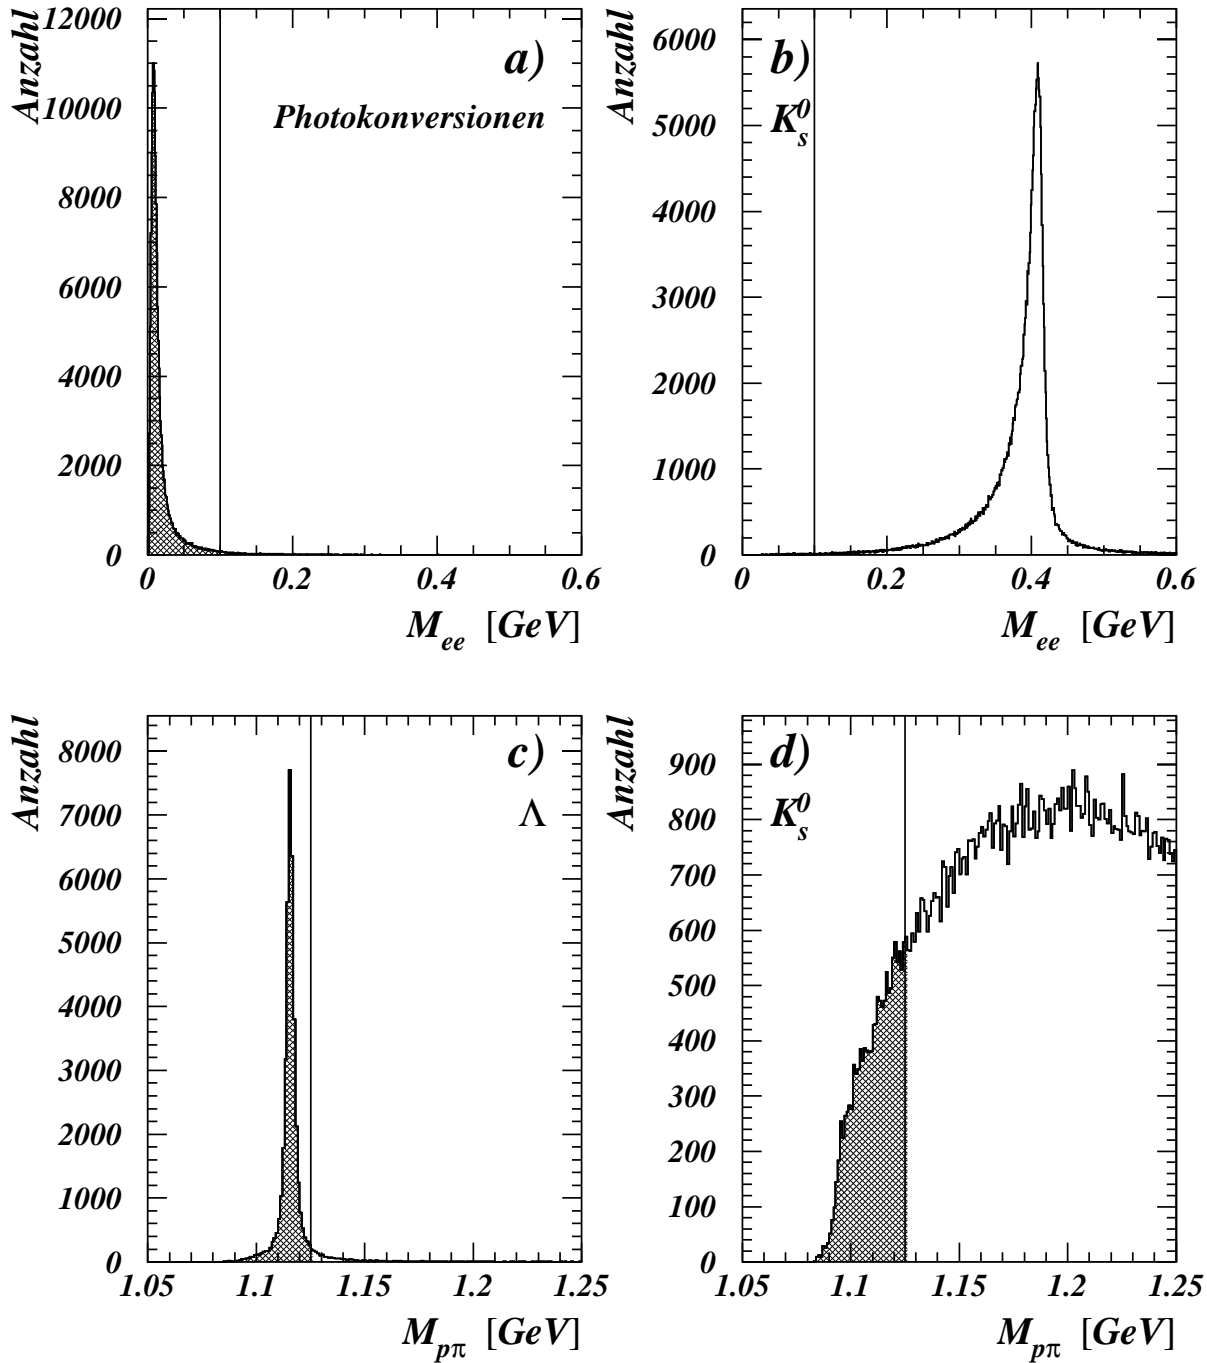 Anzahl
a)
Photokonversionen
12000
10000
8000
6000
4000
2000
0
0 0.2 0.4 0.6
M_ee [GeV]
Anzahl
b)
K_s^0
6000
5000
4000
3000
2000
1000
0
0 0.2 0.4 0.6
M_ee [GeV]
Anzahl
c)
Λ
8000
7000
6000
5000
4000
3000
2000
1000
0
1.05 1.1 1.15 1.2 1.25
M_pπ [GeV]
Anzahl
d)
K_s^0
900
800
700
600
500
400
300
200
100
0
1.05 1.1 1.15 1.2 1.25
M_pπ [GeV]